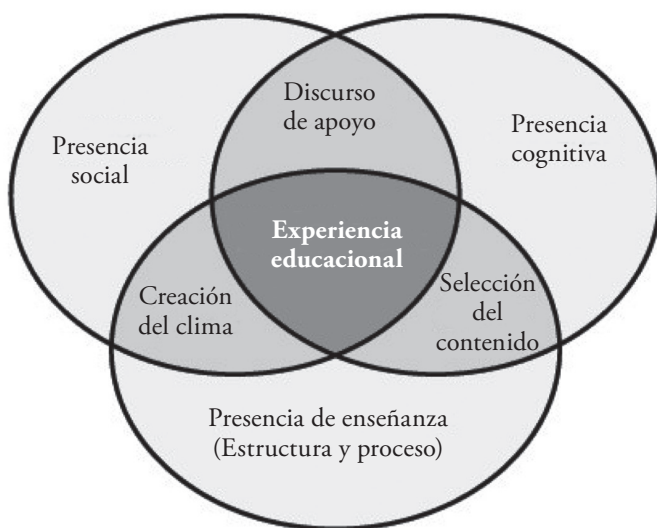 Discurso
de apoyo
Presencia
social
Presencia
cognitiva
Experiencia
educacional
Creación
del clima
Selección
del
contenido
Presencia de enseñanza
(Estructura y proceso)